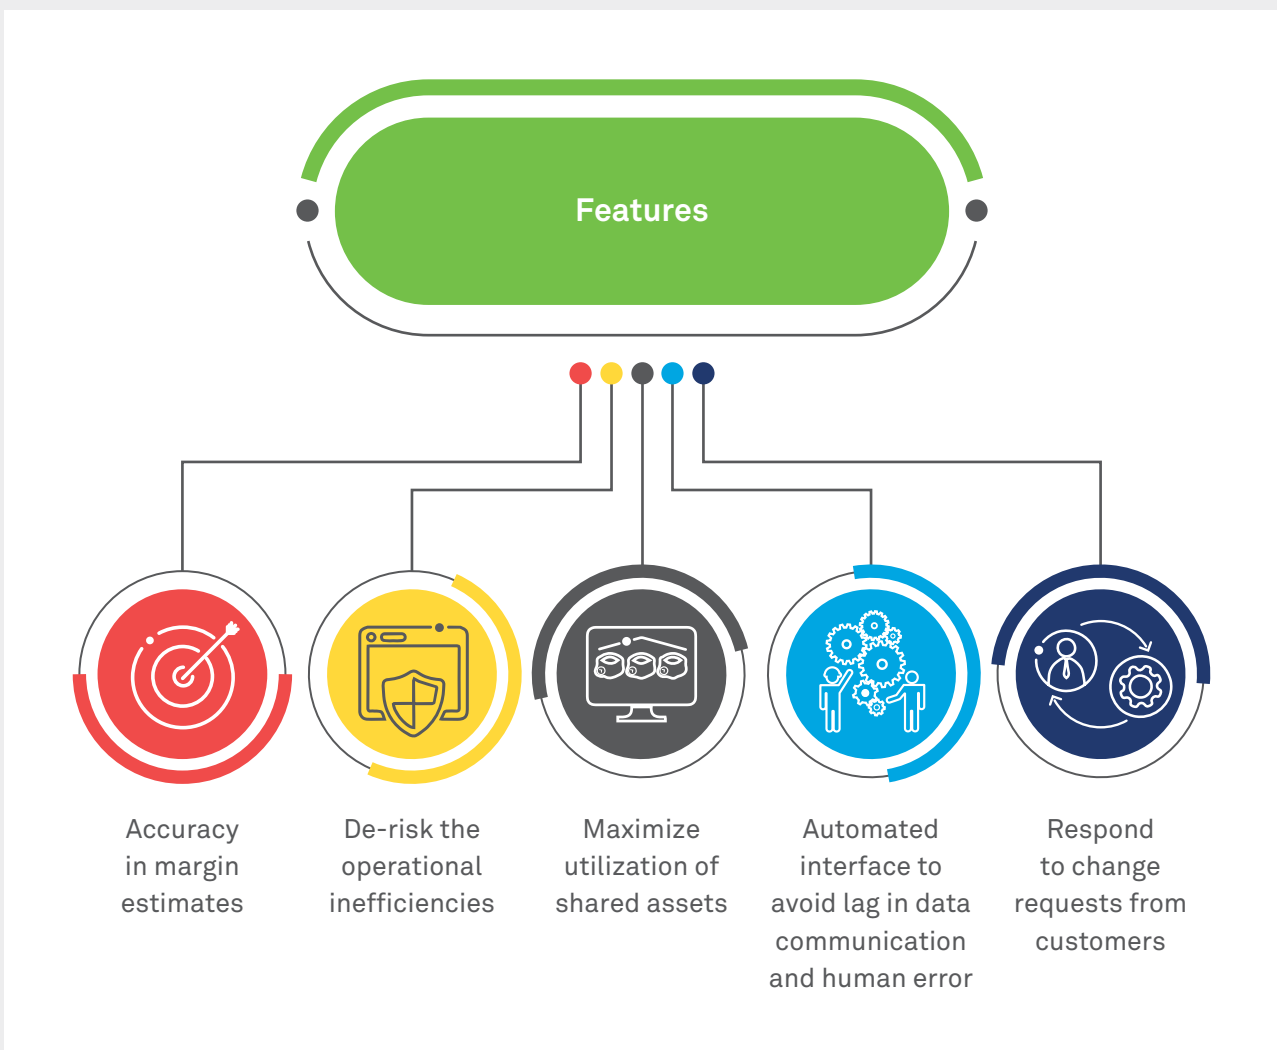 Features
Accuracy
in margin
estimates
De-risk the
operational
inefficiencies
Maximize
utilization of
shared assets
Automated
interface to
avoid lag in data
communication
and human error
Respond
to change
requests from
customers